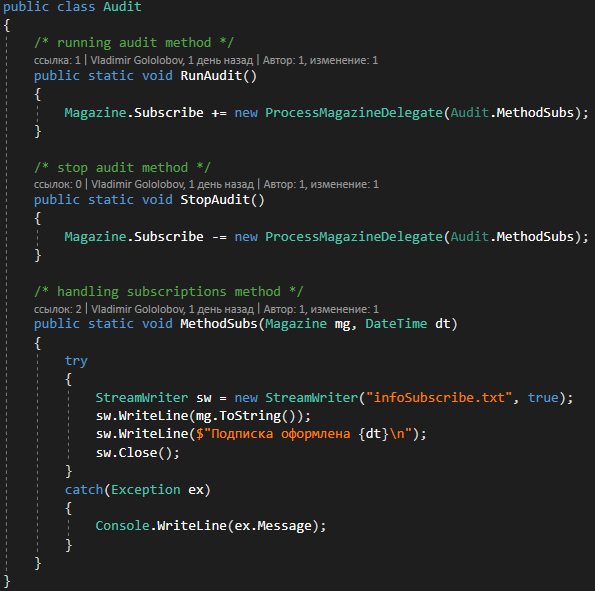 public class Audit
{
/* running audit method */
ссылка: 1 | Vladimir Gololobov, 1 день назад | Автор: 1, изменение: 1
public static void RunAudit()
{
Magazine.Subscribe += new ProcessMagazineDelegate(Audit.MethodSubs);
}
/* stop audit method */
ссылок: 0 | Vladimir Gololobov, 1 день назад | Автор: 1, изменение: 1
public static void StopAudit()
{
Magazine.Subscribe -= new ProcessMagazineDelegate(Audit.MethodSubs);
}
/* handling subscriptions method */
ссылок: 2 | Vladimir Gololobov, 1 день назад | Автор: 1, изменение: 1
public static void MethodSubs(Magazine mg, DateTime dt)
{
try
{
StreamWriter sw = new StreamWriter("infoSubscribe.txt", true);
sw.WriteLine(mg.ToString());
sw.WriteLine($"Подписка оформлена {dt}\n");
sw.Close();
}
catch(Exception ex)
{
Console.WriteLine(ex.Message);
}
}
}